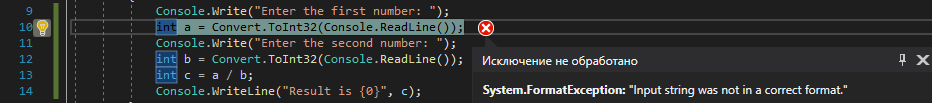 9 Console.Write("Enter the first number: ");
10 int a = Convert.ToInt32(Console.ReadLine());
11 Console.Write("Enter the second number: ");
12 int b = Convert.ToInt32(Console.ReadLine());
13 int c = a / b;
14 Console.WriteLine("Result is {0}", c);
Исключение не обработано
System.FormatException: "Input string was not in a correct format."